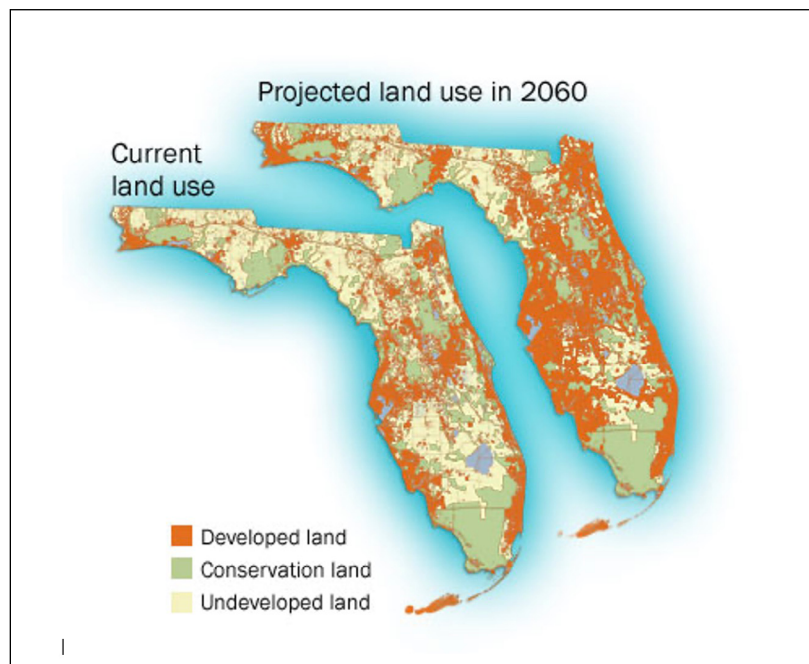 Projected land use in 2060
Current
land use
Developed land
Conservation land
Undeveloped land